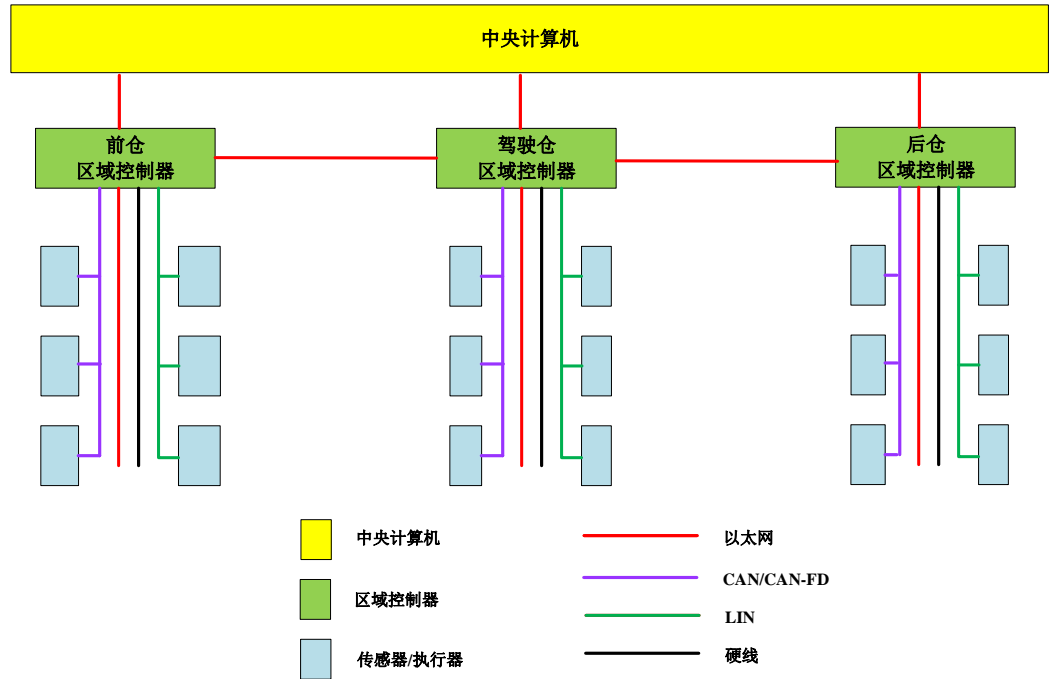 中央计算机
前仓
区域控制器
驾驶仓
区域控制器
后仓
区域控制器
中央计算机
以太网
CAN/CAN-FD
区域控制器
LIN
传感器/执行器
硬线